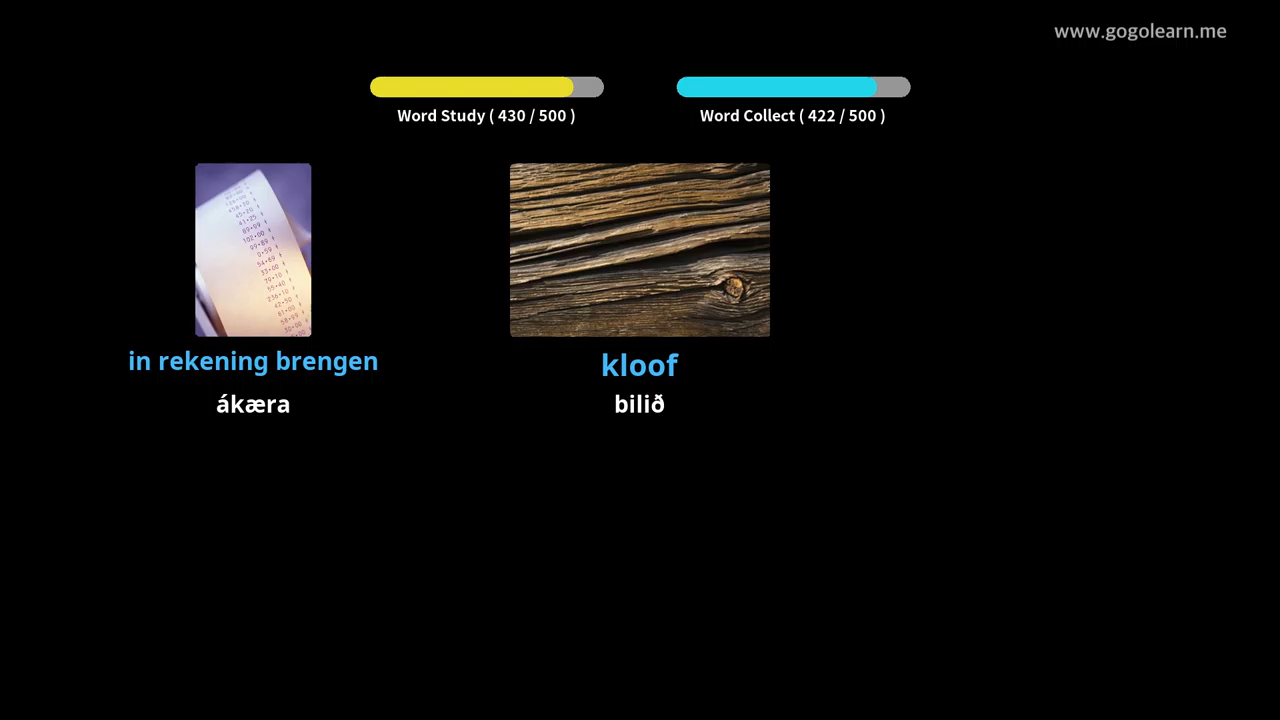 www.gogolearn.me
Word Study ( 430 / 500 )
Word Collect ( 422 / 500 )
in rekening brengen
ákæra
kloof
bilið